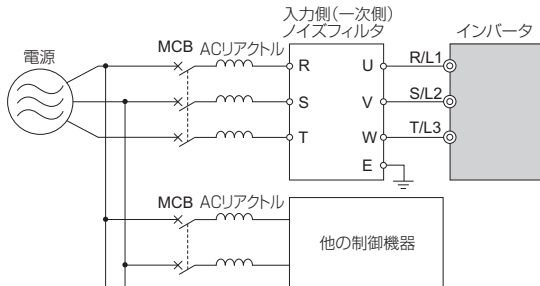 入力側(一次側)
ノイズフィルタ
インバータ
電源
MCB ACリアクトル
R
U
R/L1
S
V
S/L2
T
W
T/L3
E
MCB ACリアクトル
他の制御機器